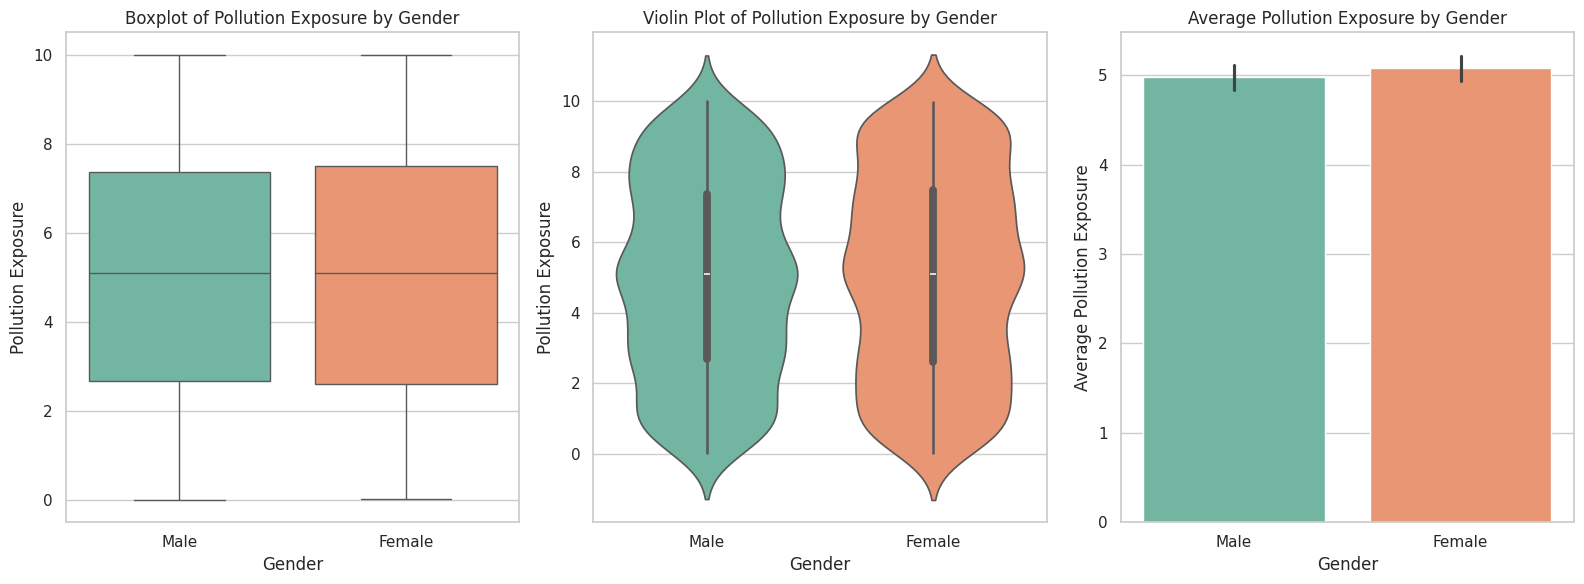 Boxplot of Pollution Exposure by Gender
Pollution Exposure
10
8
6
4
2
0
Male
Female
Gender
Violin Plot of Pollution Exposure by Gender
Pollution Exposure
10
8
6
4
2
0
Male
Female
Gender
Average Pollution Exposure by Gender
Average Pollution Exposure
5
4
3
2
1
0
Male
Female
Gender